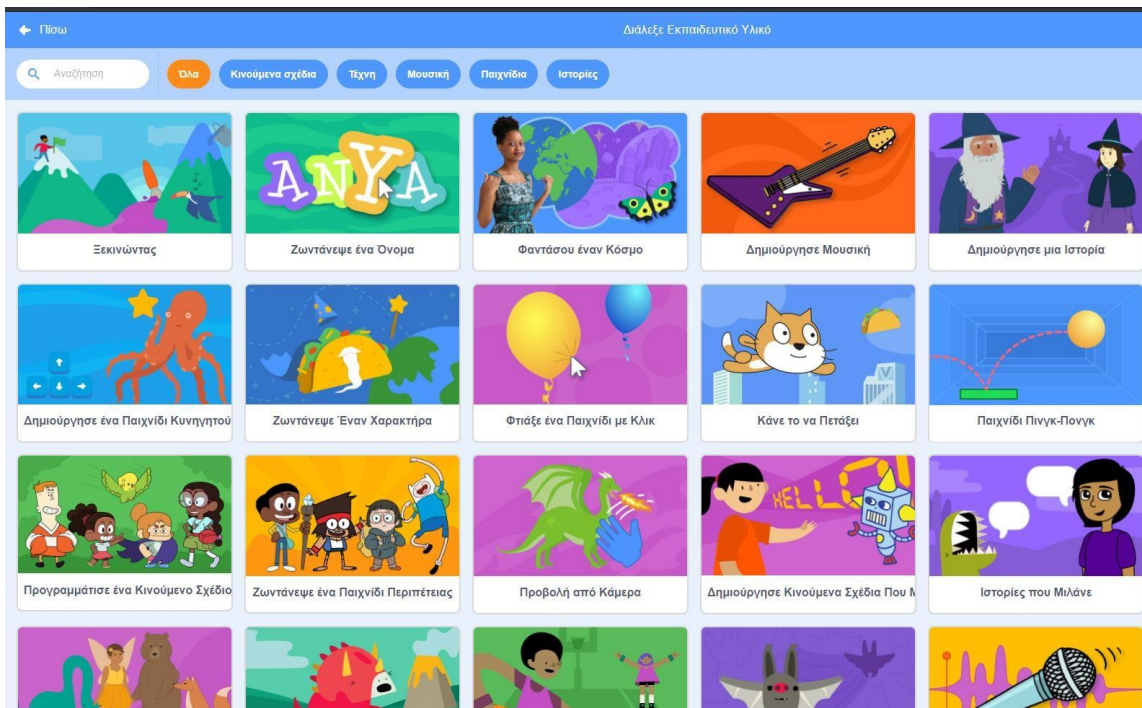 Πίσω
Διάλεξε Εκπαιδευτικό Υλικό
Αναζήτηση
Όλα
Κινούμενα σχέδια
Τέχνη
Μουσική
Παιχνίδια
Ιστορίες
ANYA
Ξεκινώντας
Ζωντάνεψε ένα Όνομα
Φαντάσου έναν Κόσμο
Δημιούργησε Μουσική
Δημιούργησε μια Ιστορία
Δημιούργησε ένα Παιχνίδι Κυνηγητού
Ζωντάνεψε Έναν Χαρακτήρα
Φτιάξε ένα Παιχνίδι με Κλικ
Κάνε το να Πετάξει
Παιχνίδι Πινγκ-Πονγκ
HELLO
Προγραμμάτισε ένα Κινούμενο Σχέδιο
Ζωντάνεψε ένα Παιχνίδι Περιπέτειας
Προβολή από Κάμερα
Δημιούργησε Κινούμενα Σχέδια Που Μ
Ιστορίες που Μιλάνε